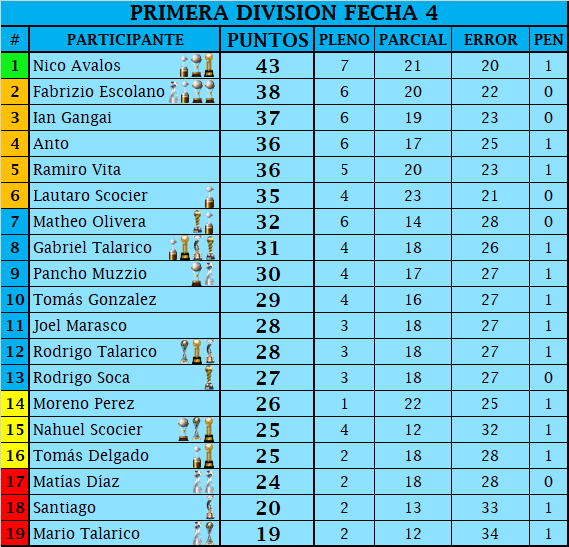 PRIMERA DIVISION FECHA 4
# PARTICIPANTE PUNTOS PLENO PARCIAL ERROR PEN
1 Nico Avalos 43 7 21 20 1
2 Fabrizio Escolano 38 6 20 22 0
3 Ian Gangai 37 6 19 23 0
4 Anto 36 6 17 25 1
5 Ramiro Vita 36 5 20 23 1
6 Lautaro Scocier 35 4 23 21 0
7 Matheo Olivera 32 6 14 28 0
8 Gabriel Talarico 31 4 18 26 1
9 Pancho Muzzio 30 4 17 27 1
10 Tomás Gonzalez 29 4 16 27 1
11 Joel Marasco 28 3 18 27 1
12 Rodrigo Talarico 28 3 18 27 1
13 Rodrigo Soca 27 3 18 27 0
14 Moreno Perez 26 1 22 25 1
15 Nahuel Scocier 25 4 12 32 1
16 Tomás Delgado 25 2 18 28 1
17 Matías Díaz 24 2 18 28 0
18 Santiago 20 2 13 33 1
19 Mario Talarico 19 2 12 34 1